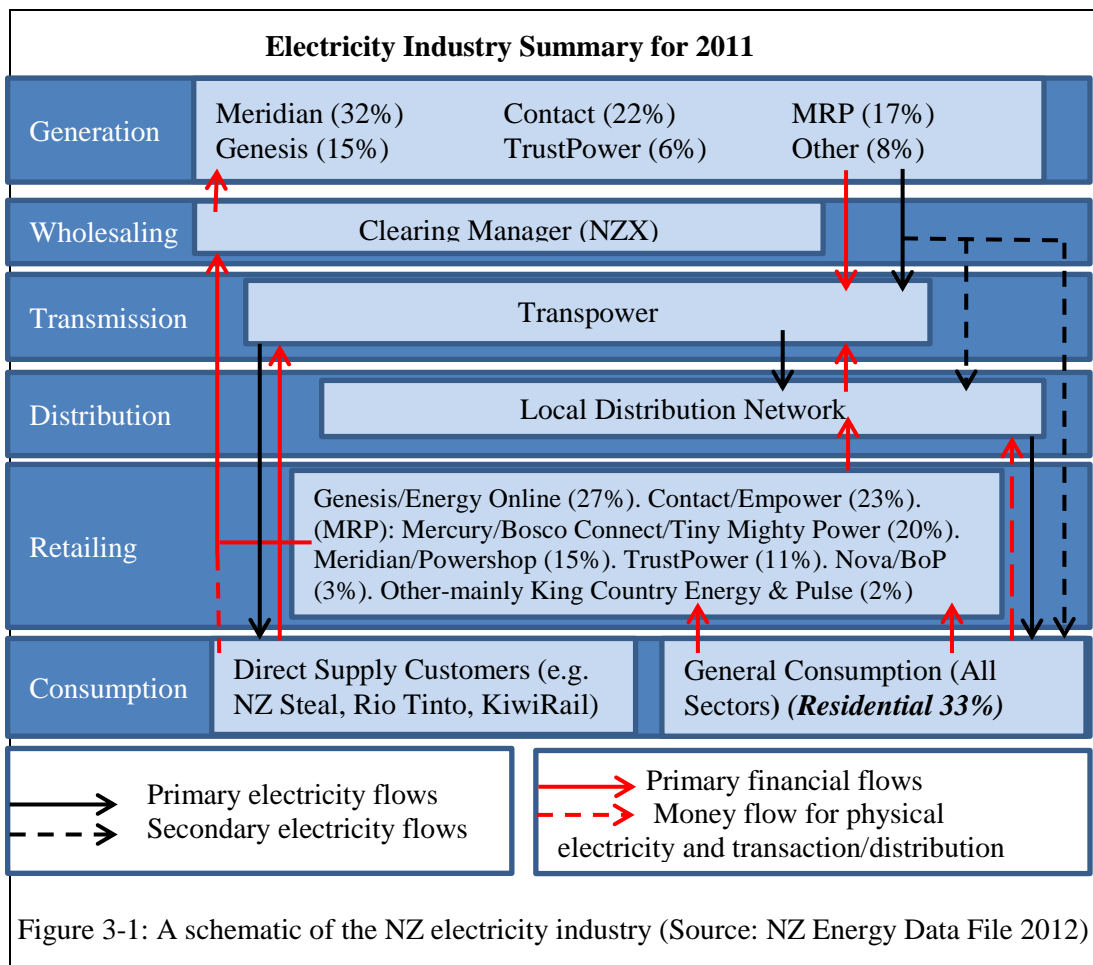 Electricity Industry Summary for 2011
Generation
Meridian (32%) Contact (22%) MRP (17%)
Genesis (15%) TrustPower (6%) Other (8%)
Wholesaling
Clearing Manager (NZX)
Transmission
Transpower
Distribution
Local Distribution Network
Retailing
Genesis/Energy Online (27%). Contact/Empower (23%).
(MRP): Mercury/Bosco Connect/Tiny Mighty Power (20%).
Meridian/Powershop (15%). TrustPower (11%). Nova/BoP
(3%). Other-mainly King Country Energy & Pulse (2%)
Consumption
Direct Supply Customers (e.g.
NZ Steal, Rio Tinto, KiwiRail)
General Consumption (All
Sectors) (Residential 33%)
Primary electricity flows
Secondary electricity flows
Primary financial flows
Money flow for physical
electricity and transaction/distribution
Figure 3-1: A schematic of the NZ electricity industry (Source: NZ Energy Data File 2012)